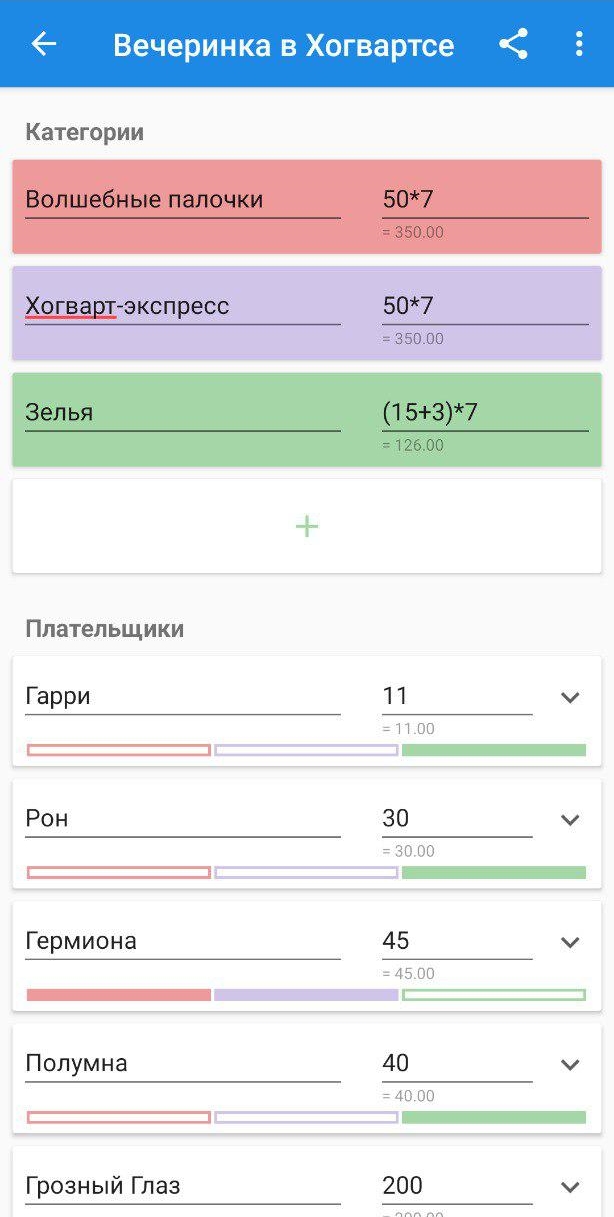 Вечеринка в Хогвартсе
Категории
Волшебные палочки 50*7
= 350.00
Хогварт-экспресс 50*7
= 350.00
Зелья (15+3)*7
= 126.00
+
Плательщики
Гарри 11
= 11.00
Рон 30
= 30.00
Гермиона 45
= 45.00
Полумна 40
= 40.00
Грозный Глаз 200
= 200.00